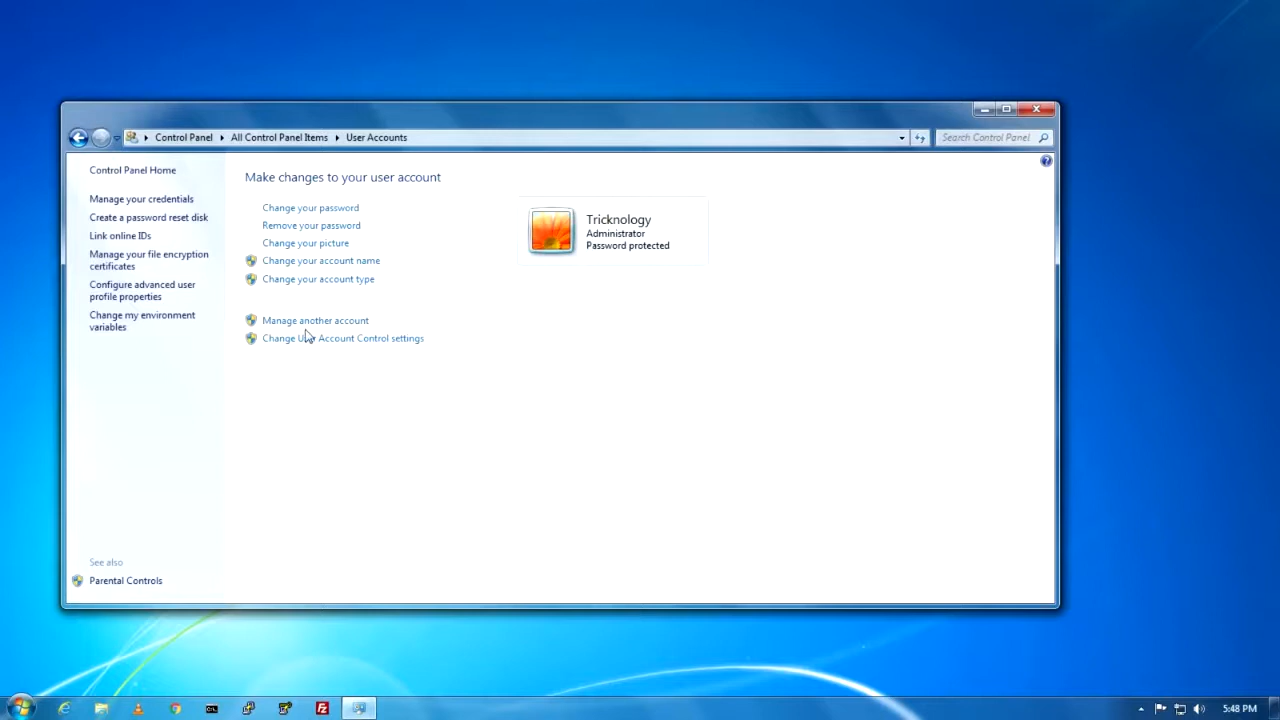 Control Panel
All Control Panel Items
User Accounts
Search Control Panel
Control Panel Home
Manage your credentials
Create a password reset disk
Link online IDs
Manage your file encryption
certificates
Configure advanced user
profile properties
Change my environment
variables
See also
Parental Controls
Make changes to your user account
Change your password
Remove your password
Change your picture
Change your account name
Change your account type
Manage another account
Change User Account Control settings
Tricknology
Administrator
Password protected
5:48 PM